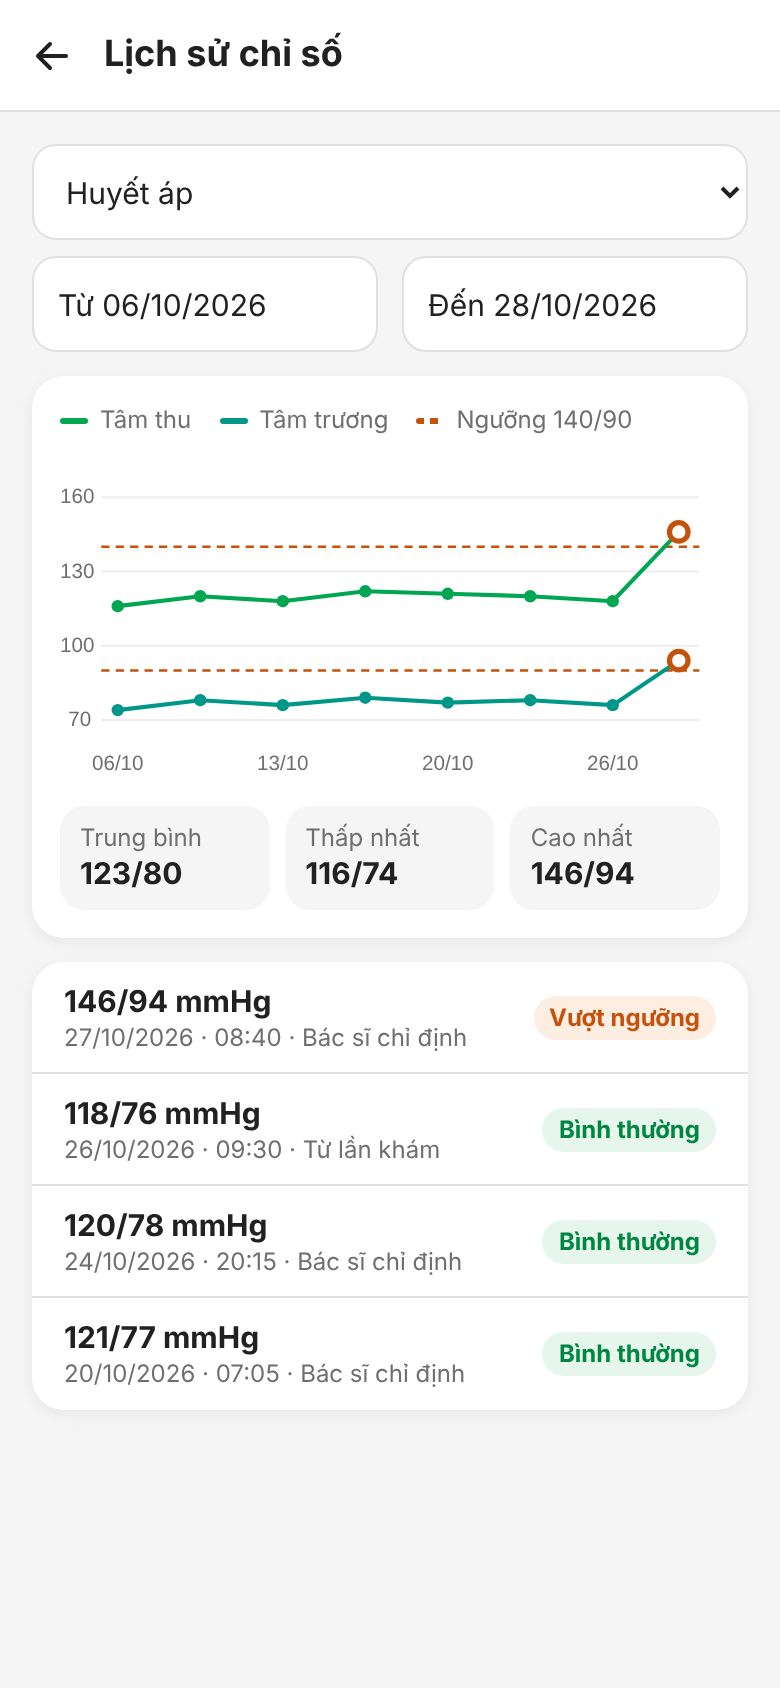 Lịch sử chỉ số
Huyết áp
Từ 06/10/2026
Đến 28/10/2026
Tâm thu
Tâm trương
Ngưỡng 140/90
160
130
100
70
06/10
13/10
20/10
26/10
Trung bình
123/80
Thấp nhất
116/74
Cao nhất
146/94
146/94 mmHg
27/10/2026 · 08:40 · Bác sĩ chỉ định
Vượt ngưỡng
118/76 mmHg
26/10/2026 · 09:30 · Từ lần khám
Bình thường
120/78 mmHg
24/10/2026 · 20:15 · Bác sĩ chỉ định
Bình thường
121/77 mmHg
20/10/2026 · 07:05 · Bác sĩ chỉ định
Bình thường